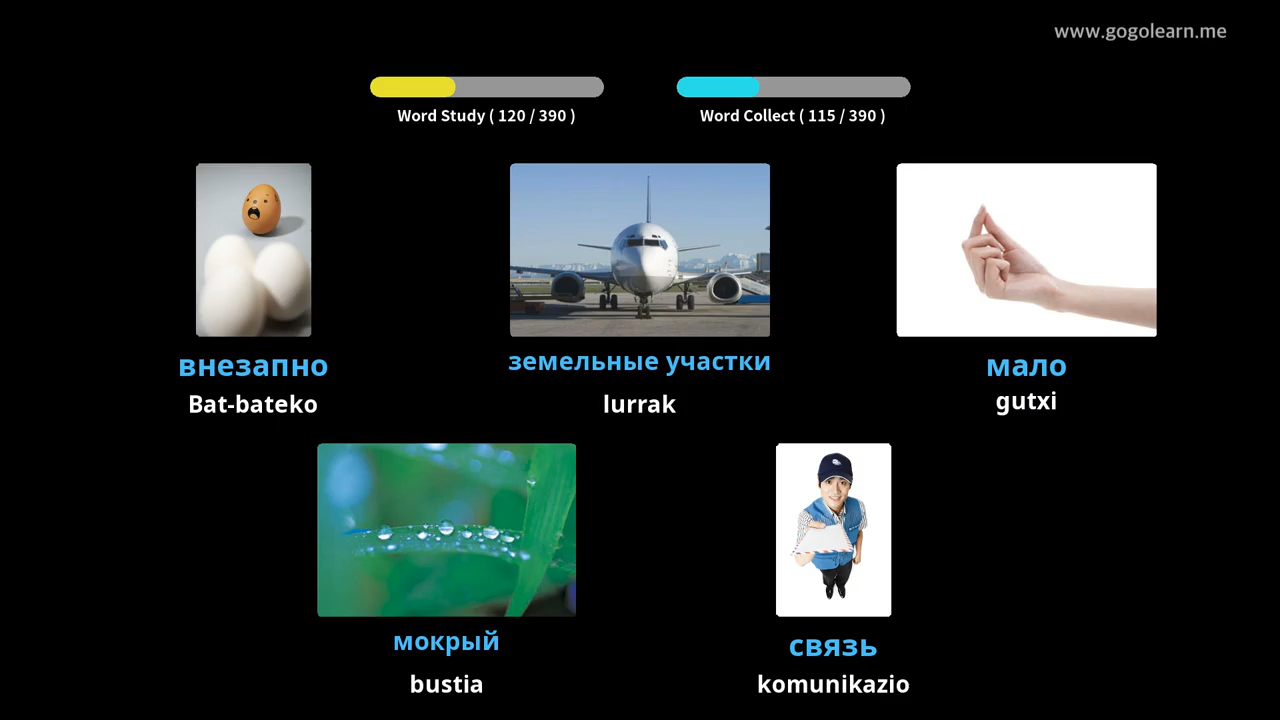 www.gogolearn.me
Word Study ( 120 / 390 )
Word Collect ( 115 / 390 )
внезапно
Bat-bateko
земельные участки
lurrak
мало
gutxi
мокрый
bustia
связь
komunikazio